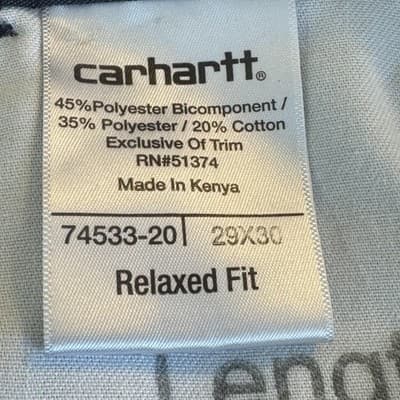 carhartt®
45%Polyester Bicomponent /
35% Polyester / 20% Cotton
Exclusive Of Trim
RN#51374
Made In Kenya
74533-20 | 29X30
Relaxed Fit